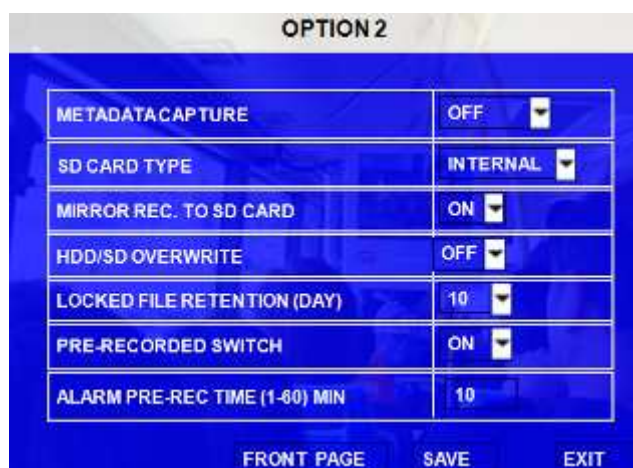 OPTION 2
METADATA CAPTURE OFF
SD CARD TYPE INTERNAL
MIRROR REC. TO SD CARD ON
HDD/SD OVERWRITE OFF
LOCKED FILE RETENTION (DAY) 10
PRE-RECORDED SWITCH ON
ALARM PRE-REC TIME (1-60) MIN 10
FRONT PAGE SAVE EXIT